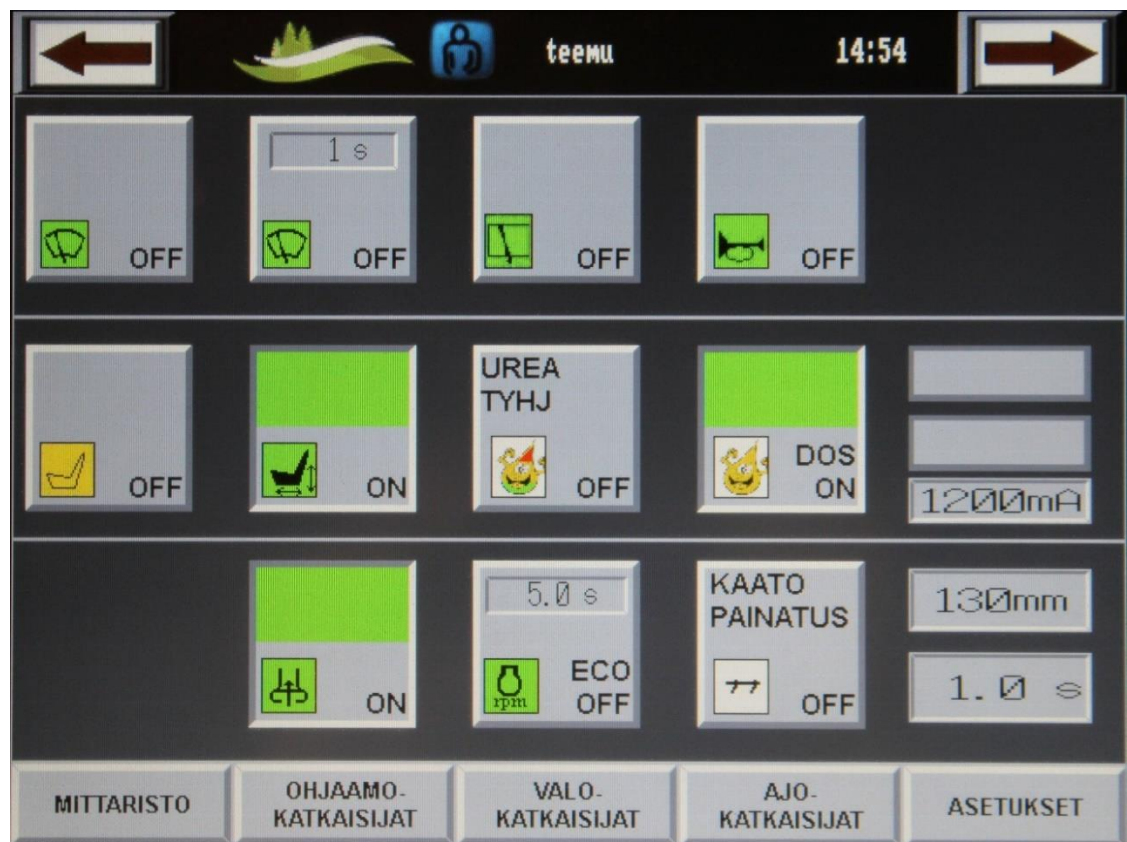 teemu 14:54
OFF
1 s
OFF
OFF
OFF
OFF
ON
UREA
TYHJ
OFF
DOS
ON
1200mA
ON
5.0 s
rpm
ECO
OFF
KAATO
PAINATUS
OFF
130mm
1.0 s
MITTARISTO
OHJAAMO-
KATKAISIJAT
VALO-
KATKAISIJAT
AJO-
KATKAISIJAT
ASETUKSET